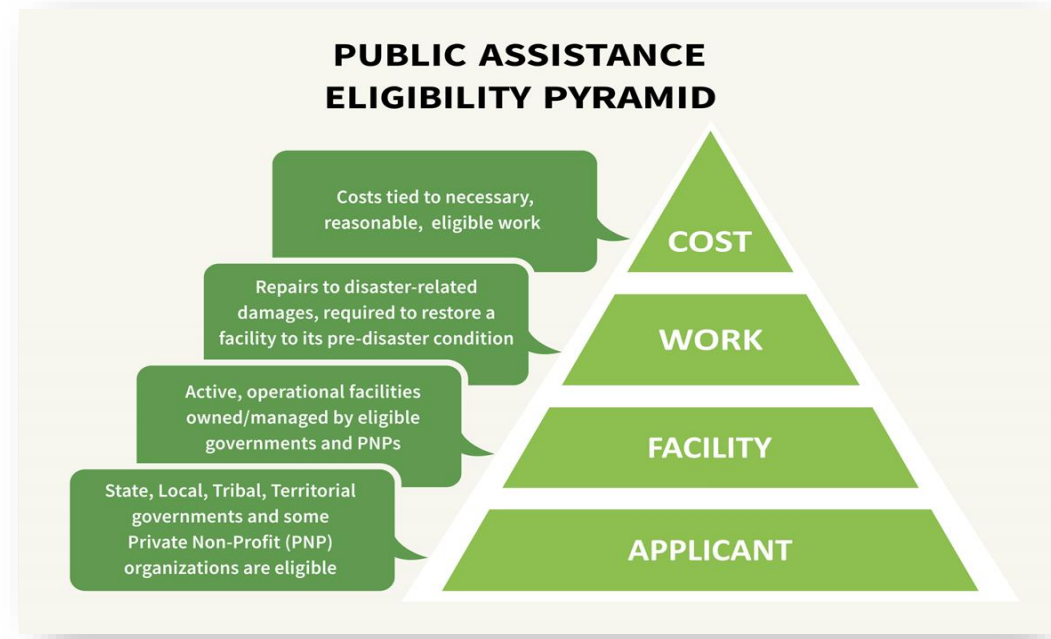 PUBLIC ASSISTANCE
ELIGIBILITY PYRAMID
Costs tied to necessary,
reasonable, eligible work
COST
Repairs to disaster-related
damages, required to restore a
facility to its pre-disaster condition
WORK
Active, operational facilities
owned/managed by eligible
governments and PNPs
FACILITY
State, Local, Tribal, Territorial
governments and some
Private Non-Profit (PNP)
organizations are eligible
APPLICANT